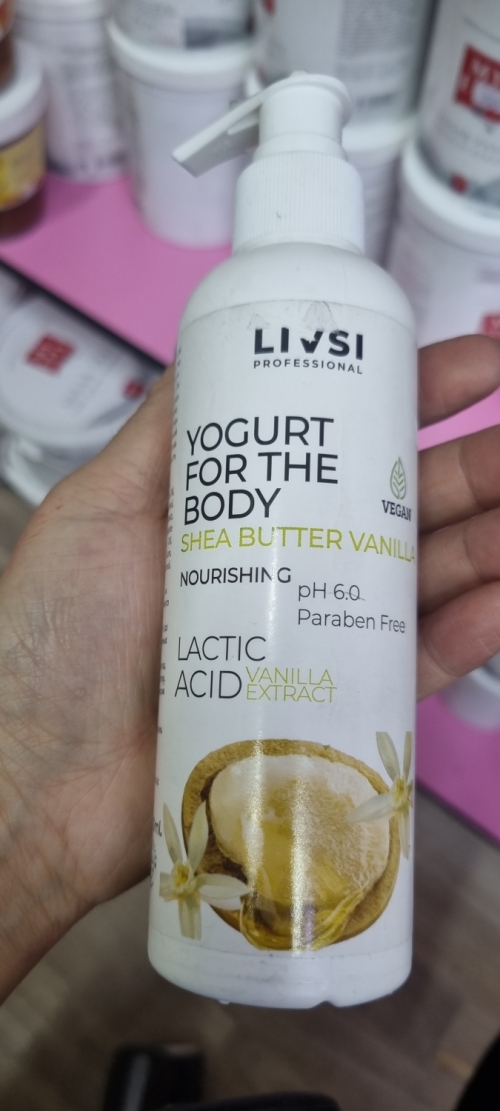 LIVSI
PROFESSIONAL
YOGURT
FOR THE
BODY
VEGAN
SHEA BUTTER VANILLA
NOURISHING
pH 6.0
Paraben Free
LACTIC
ACID
VANILLA
EXTRACT